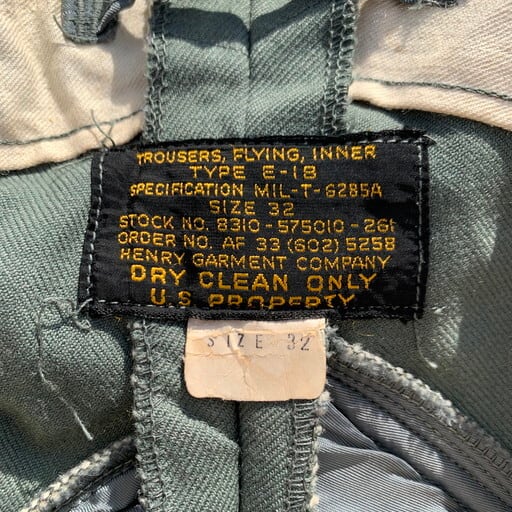 TROUSERS, FLYING, INNER
TYPE E-1B
SPECIFICATION MIL-T-6285A
SIZE 32
STOCK NO. 8310-575010-261
ORDER NO. AF 33 (602) 5258
HENRY GARMENT COMPANY
DRY CLEAN ONLY
U.S. PROPERTY
SIZE 32